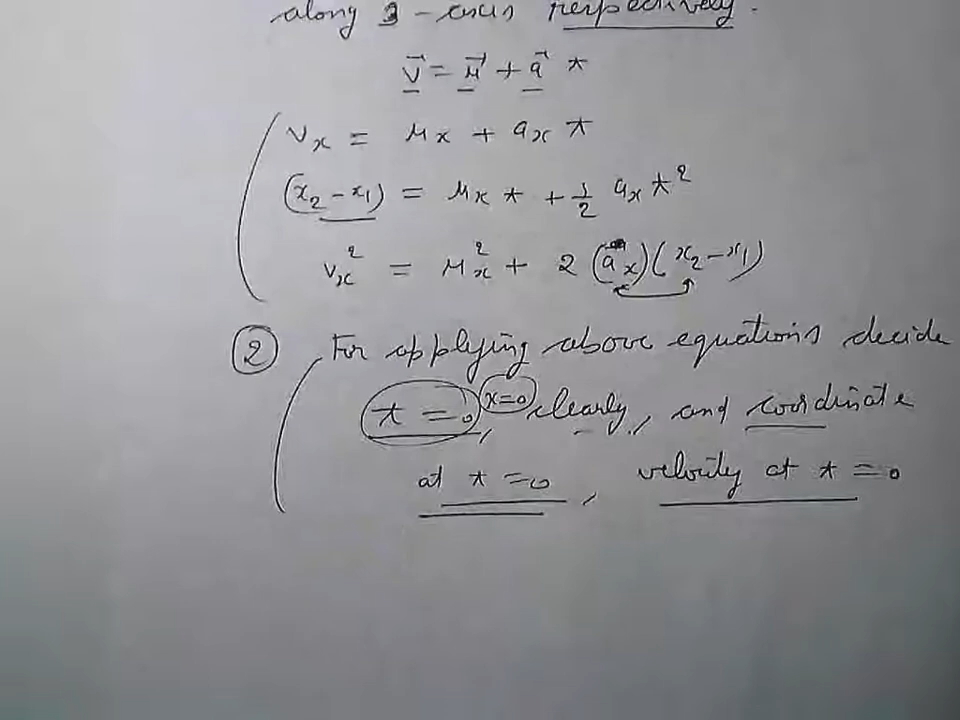 along 3-axis respectively.
v⃗ = u⃗ + a⃗ t
vₓ = uₓ + aₓ t
(x₂ - x₁) = uₓ t + 1/2 aₓ t²
vₓ² = uₓ² + 2 (aₓ)(x₂ - x₁)
② For applying above equations decide
t = 0, x=0 clearly, and coordinate
at t = 0, velocity at t = 0